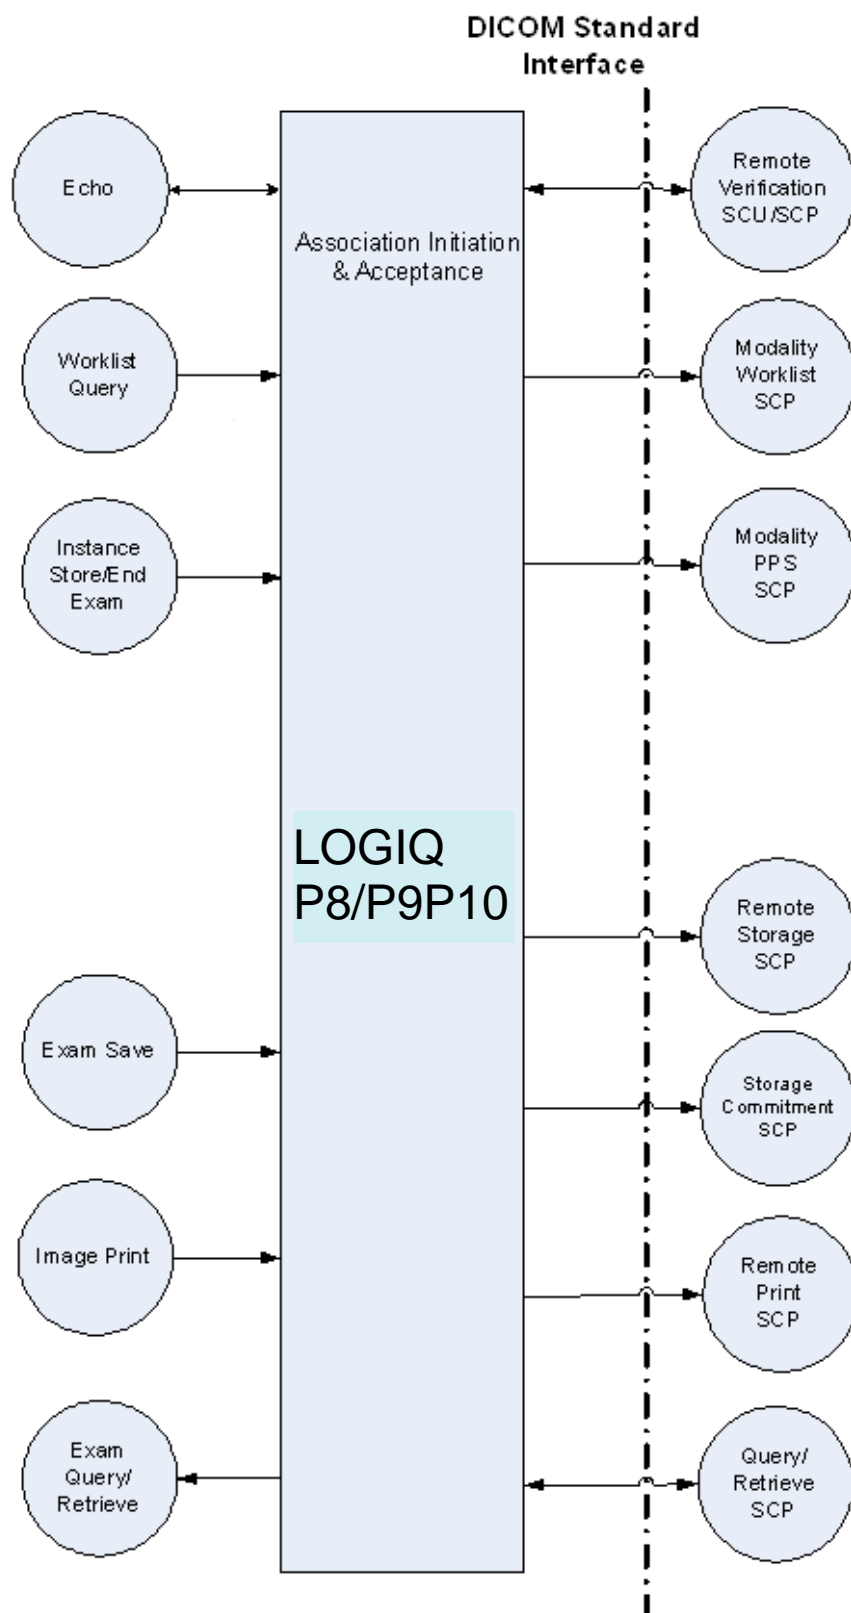 DICOM Standard
Interface
Echo
Association Initiation
& Acceptance
Remote
Verification
SCU/SCP
Worklist
Query
Modality
Worklist
SCP
Instance
Store/End
Exam
Modality
PPS
SCP
LOGIQ
P8/P9P10
Remote
Storage
SCP
Exam Save
Storage
Commitment
SCP
Image Print
Remote
Print
SCP
Exam
Query/
Retrieve
Query/
Retrieve
SCP